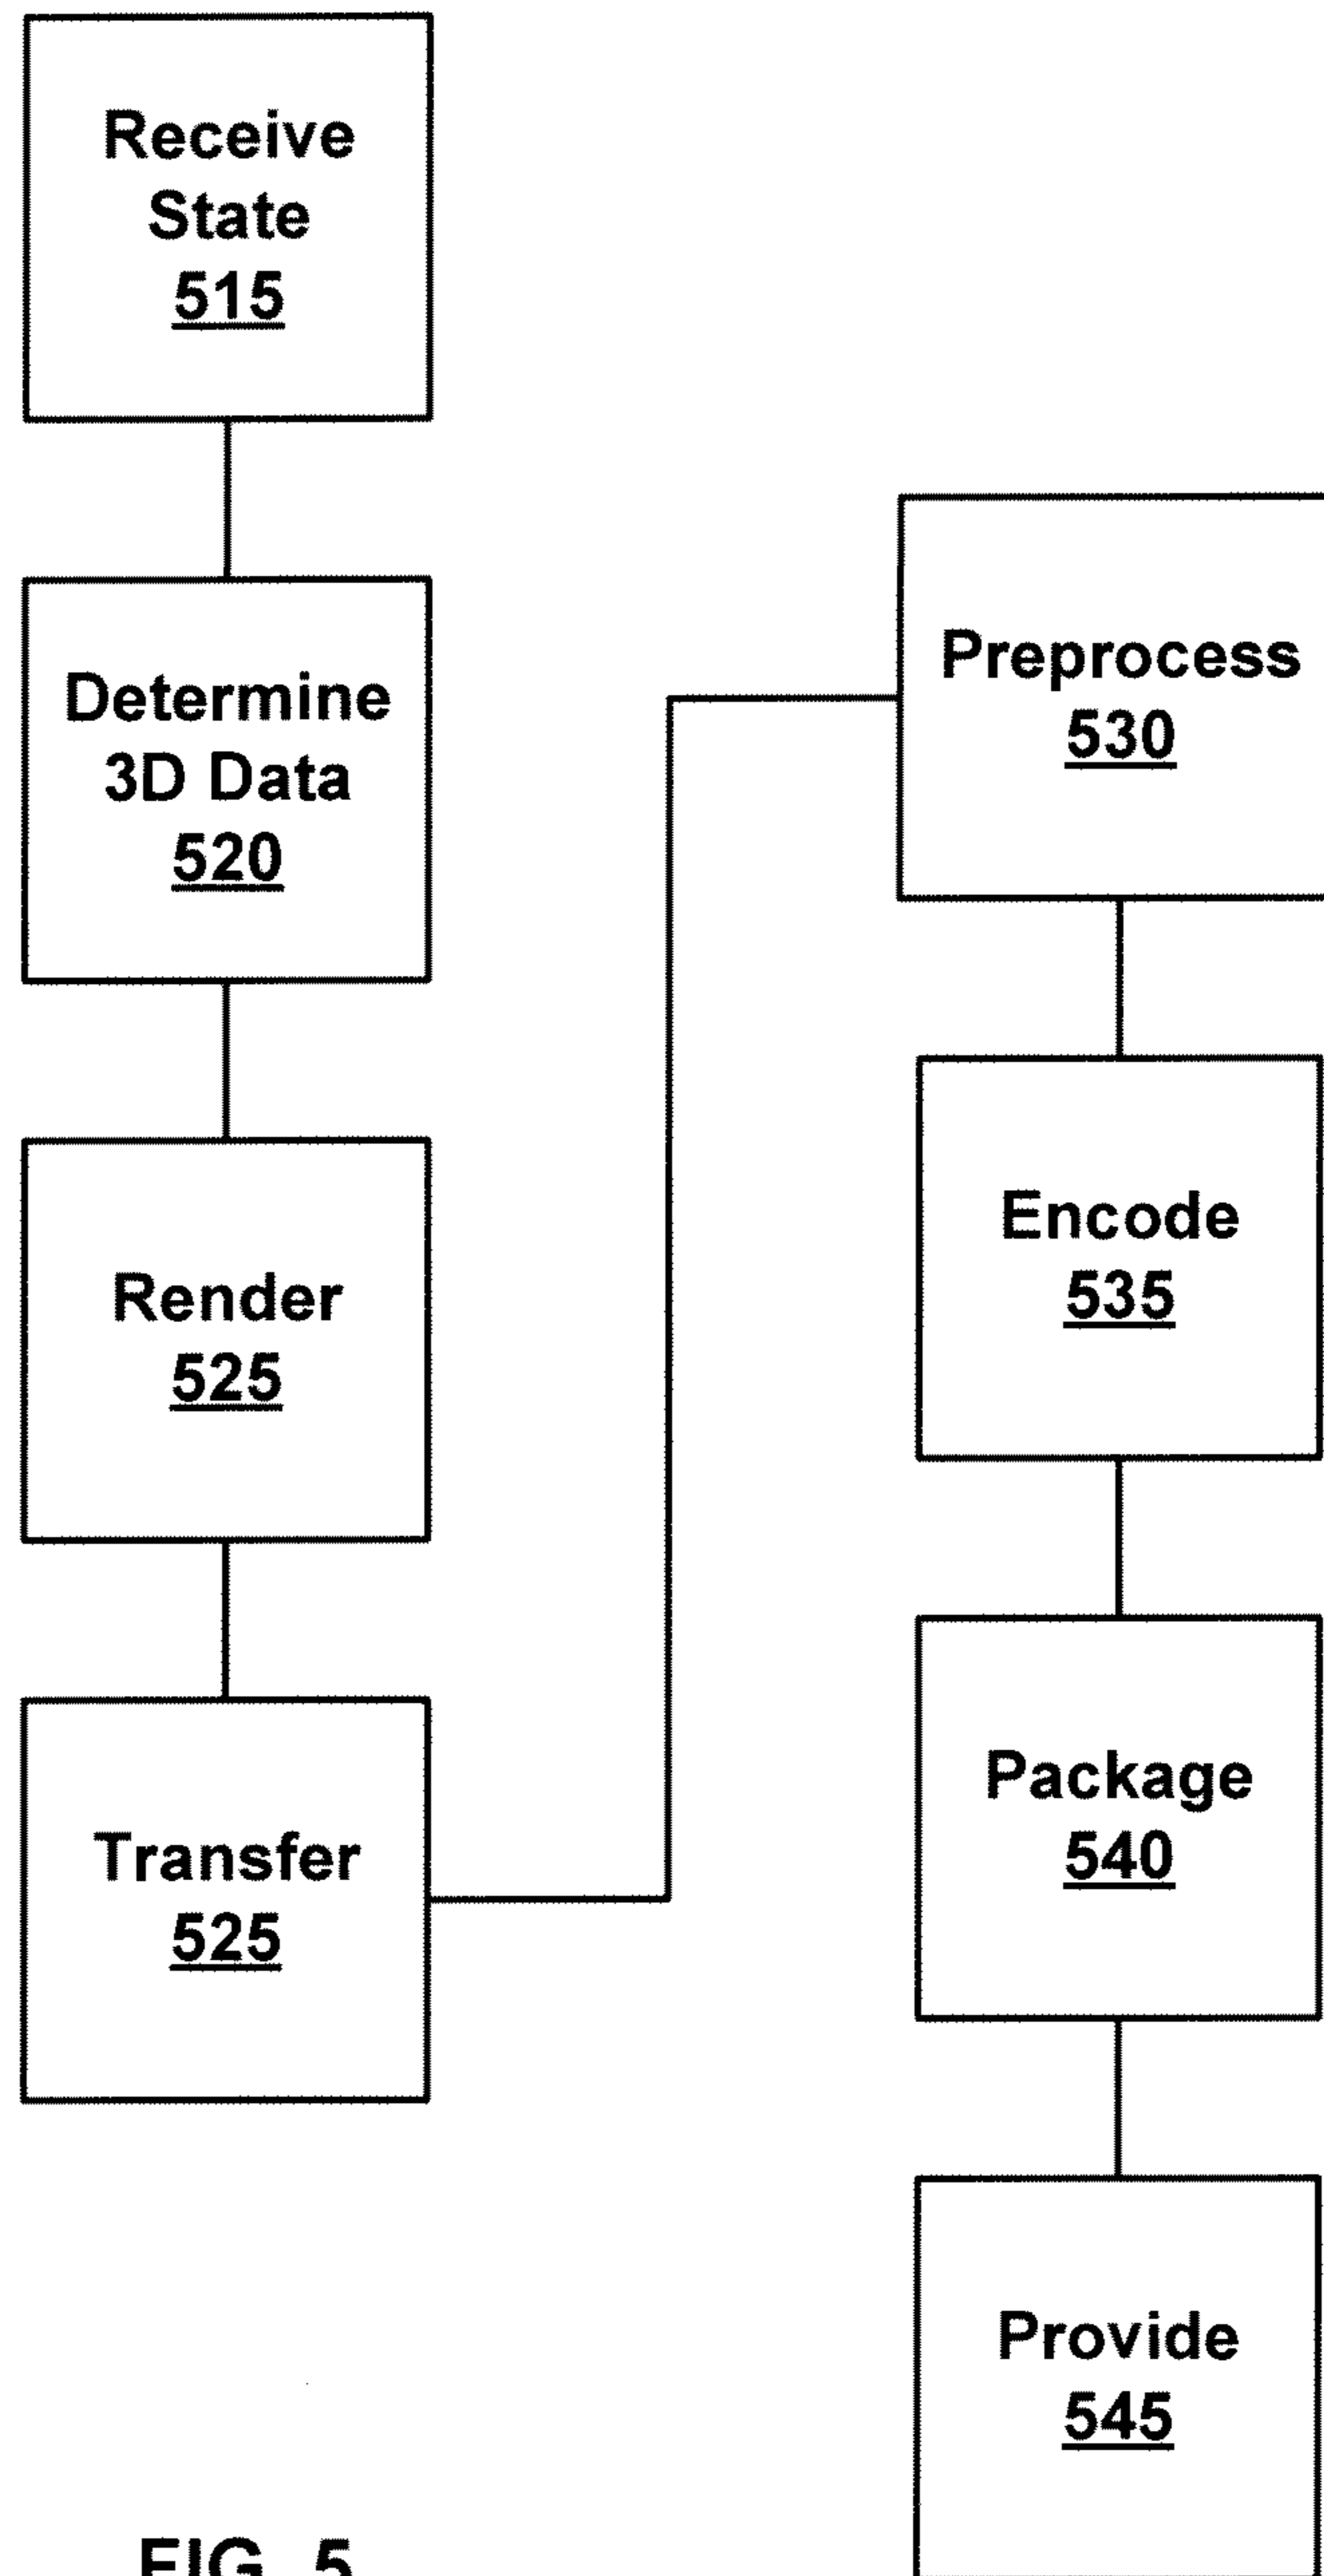 Receive
State
515
Determine
3D Data
520
Render
525
Transfer
525
Preprocess
530
Encode
535
Package
540
Provide
545
FIG. 5